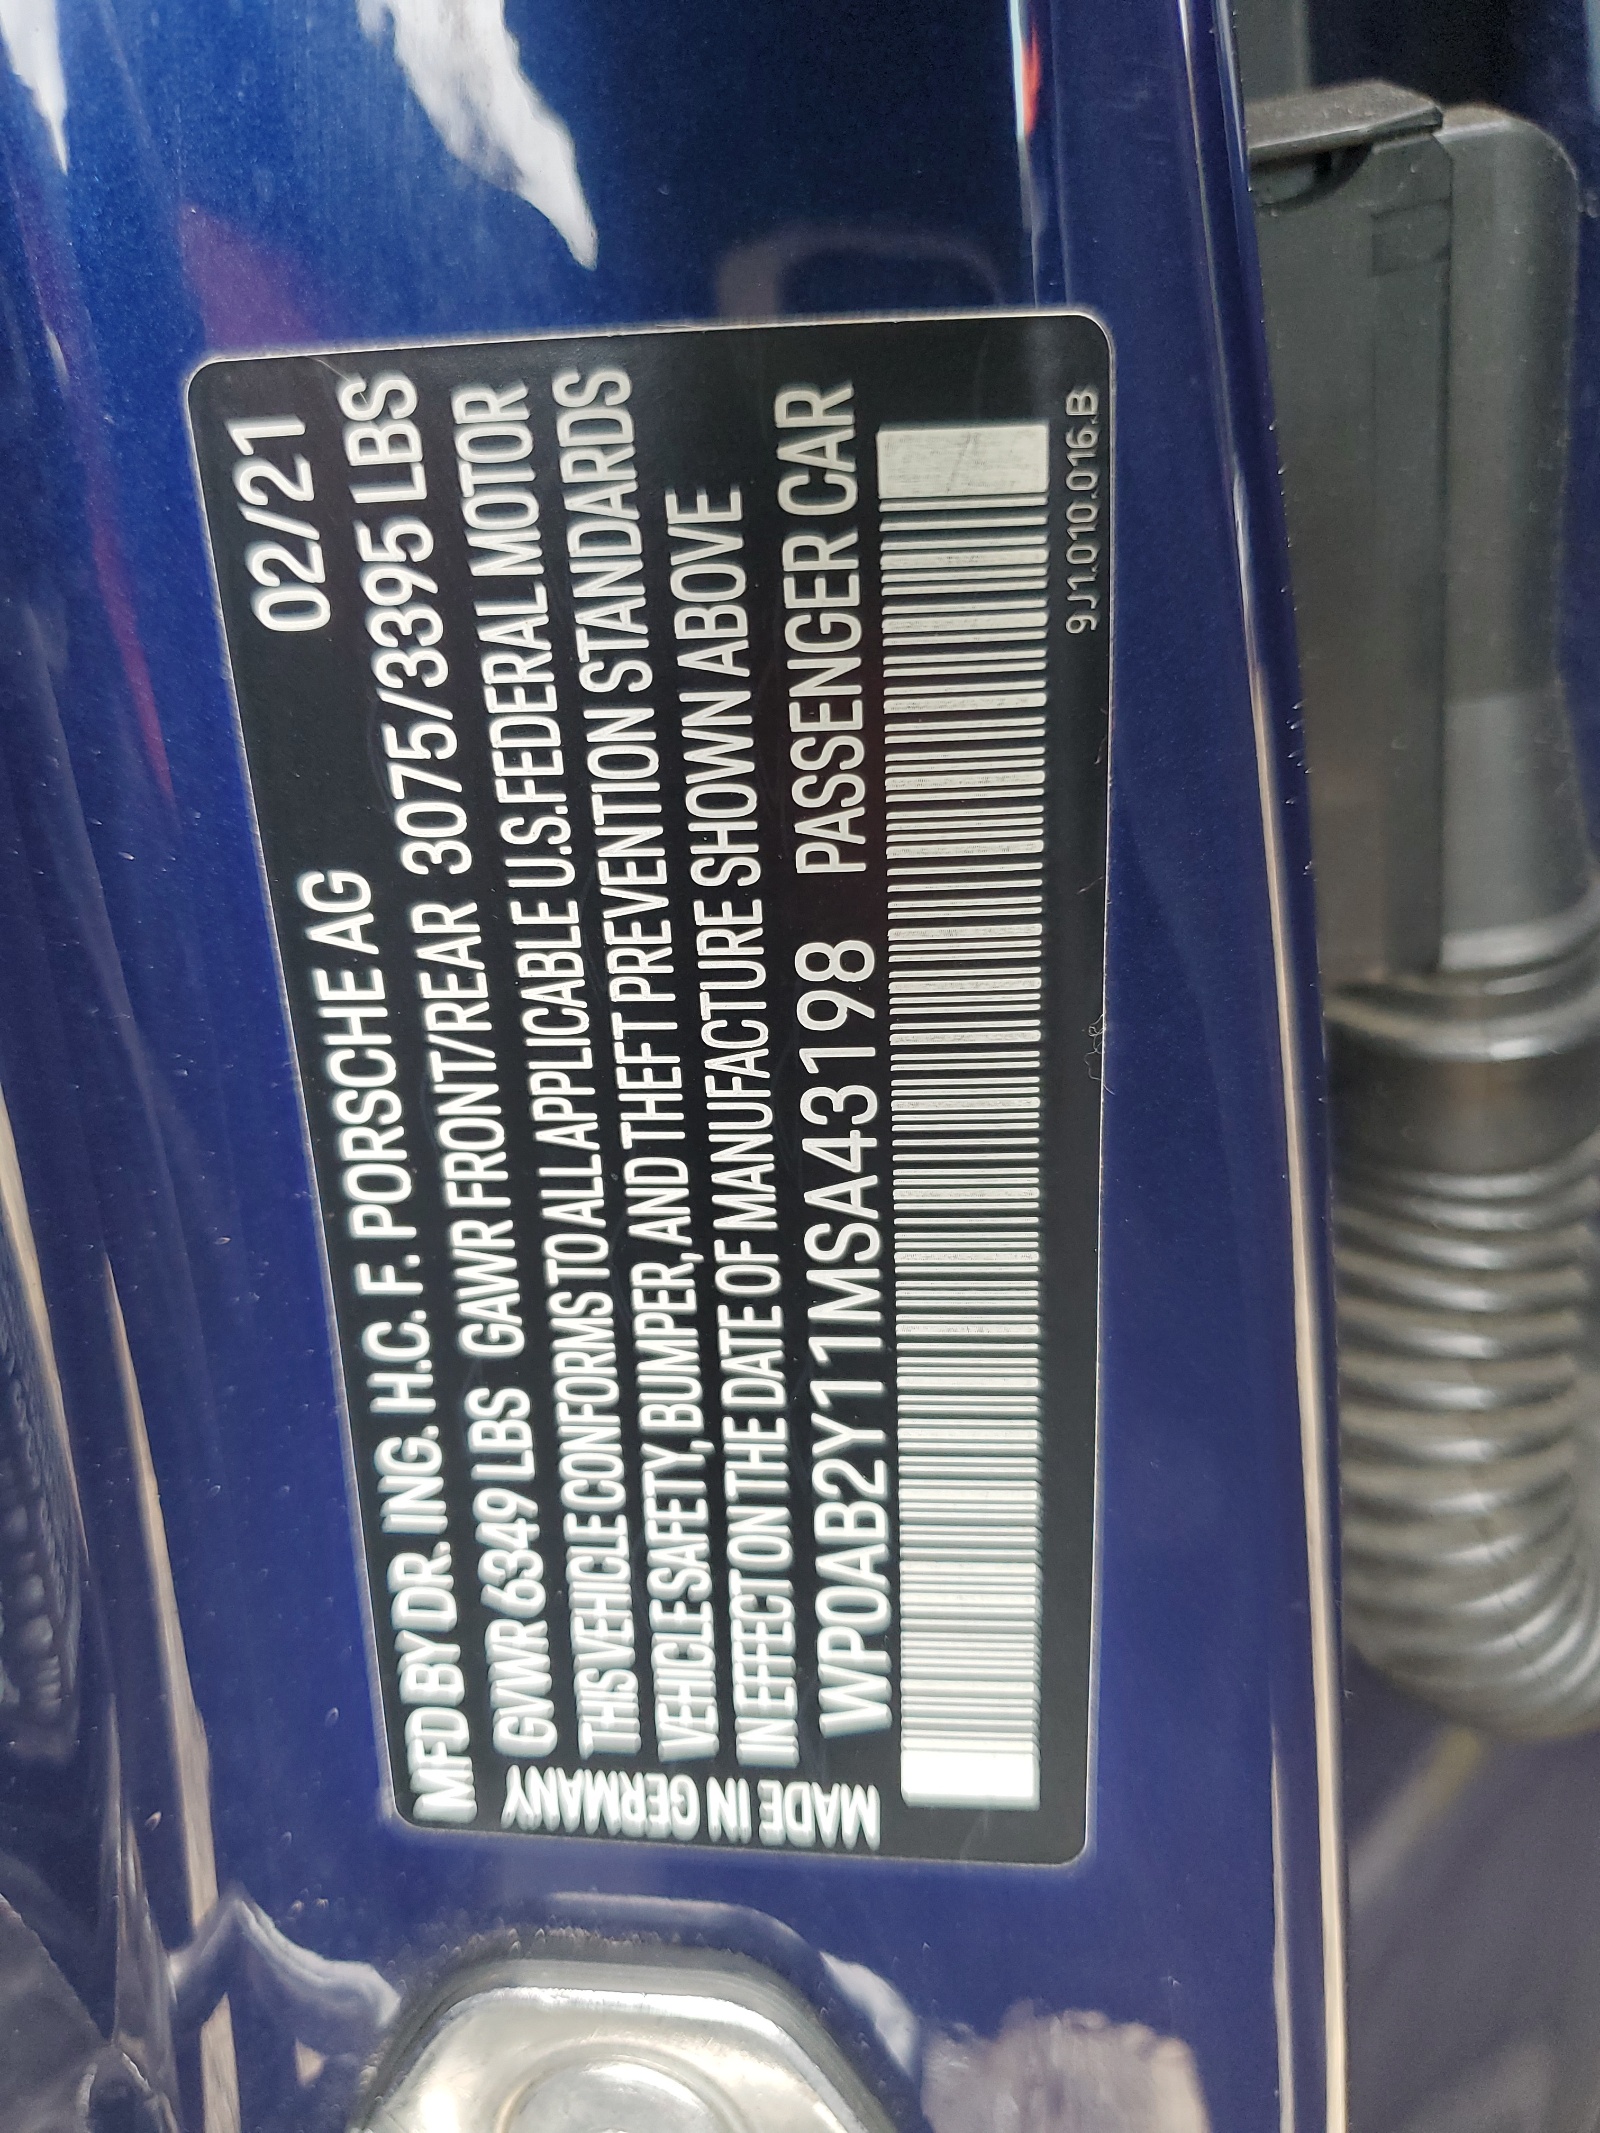 MFD BY DR. ING. H.C. F. PORSCHE AG 02/21
GVWR 6349 LBS GAWR FRONT/REAR 3075/3395 LBS
THIS VEHICLE CONFORMS TO ALL APPLICABLE U.S. FEDERAL MOTOR
VEHICLE SAFETY, BUMPER, AND THEFT PREVENTION STANDARDS
IN EFFECT ON THE DATE OF MANUFACTURE SHOWN ABOVE
WP0AB2Y11MSA43198 PASSENGER CAR
MADE IN GERMANY
9J1.010.016.B